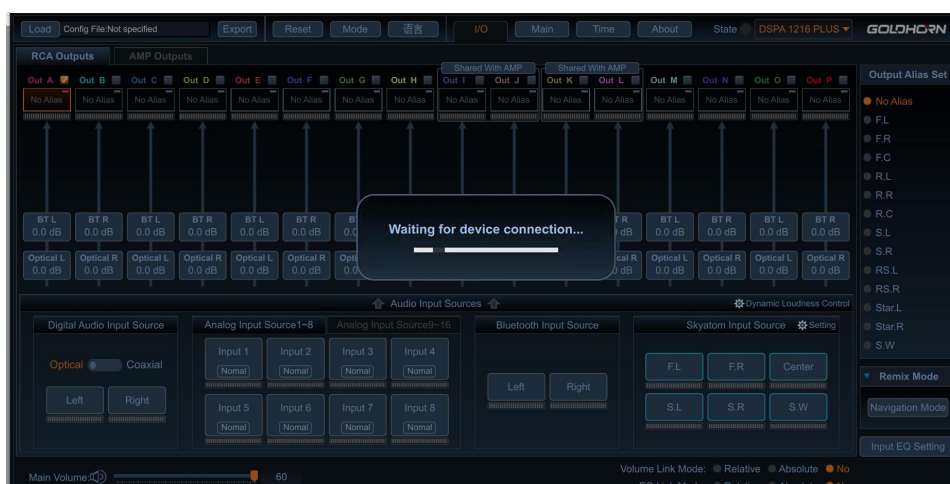 Load Config File:Not specified Export Reset Mode 语言 I/O Main Time About State DSPA 1216 PLUS GOLDHORN
RCA Outputs AMP Outputs
Shared With AMP Shared With AMP
Output Alias Set
Out A Out B Out C Out D Out E Out F Out G Out H Out I Out J Out K Out L Out M Out N Out O Out P
No Alias No Alias No Alias No Alias No Alias No Alias No Alias No Alias No Alias No Alias No Alias No Alias No Alias No Alias No Alias No Alias
No Alias
F.L
F.R
F.C
R.L
R.R
R.C
S.L
S.R
RS.L
RS.R
Star.L
Star.R
S.W
BT L BT R BT L BT R BT L BT R BT L BT R BT L BT R
0.0 dB 0.0 dB 0.0 dB 0.0 dB 0.0 dB 0.0 dB 0.0 dB 0.0 dB 0.0 dB 0.0 dB 0.0 dB
Waiting for device connection...
Optical L Optical R Optical L Optical R Optical L Optical R Optical L Optical R Optical L Optical R
0.0 dB 0.0 dB 0.0 dB 0.0 dB 0.0 dB 0.0 dB 0.0 dB 0.0 dB 0.0 dB 0.0 dB 0.0 dB
Audio Input Sources Dynamic Loudness Control
Digital Audio Input Source Analog Input Source1~8 Analog Input Source9~16 Bluetooth Input Source Skyatom Input Source Setting
Optical Coaxial
Left Right
Input 1 Input 2 Input 3 Input 4
Nomal Nomal Nomal Nomal
Input 5 Input 6 Input 7 Input 8
Nomal Nomal Nomal Nomal
Left Right
F.L F.R Center
S.L S.R S.W
Remix Mode
Navigation Mode
Input EQ Setting
Main Volume: 60
Volume Link Mode: Relative Absolute No